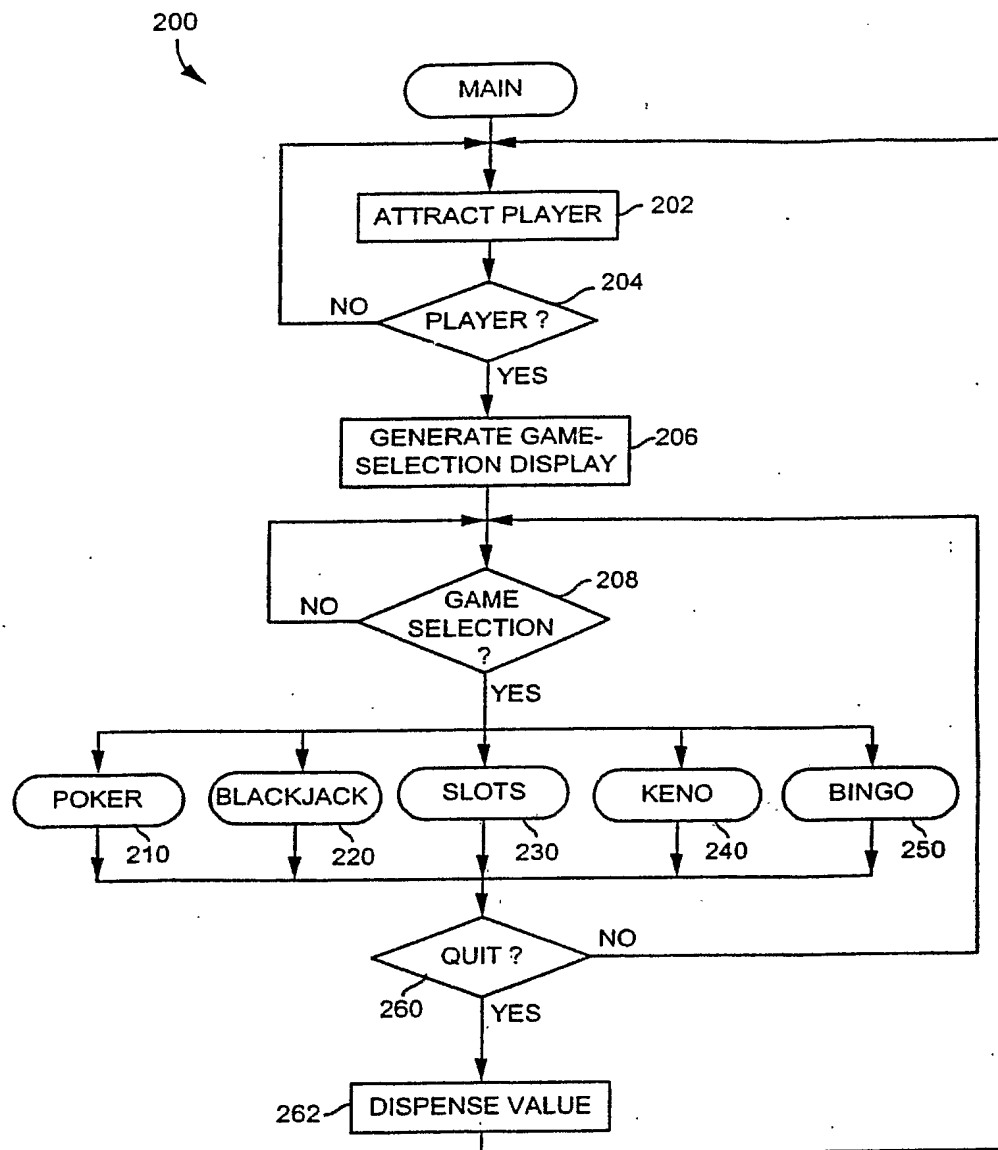 200
MAIN
ATTRACT PLAYER
202
PLAYER ?
204
NO
YES
GENERATE GAME-
SELECTION DISPLAY
206
GAME
SELECTION
?
208
NO
YES
POKER
210
BLACKJACK
220
SLOTS
230
KENO
240
BINGO
250
QUIT ?
260
NO
YES
DISPENSE VALUE
262